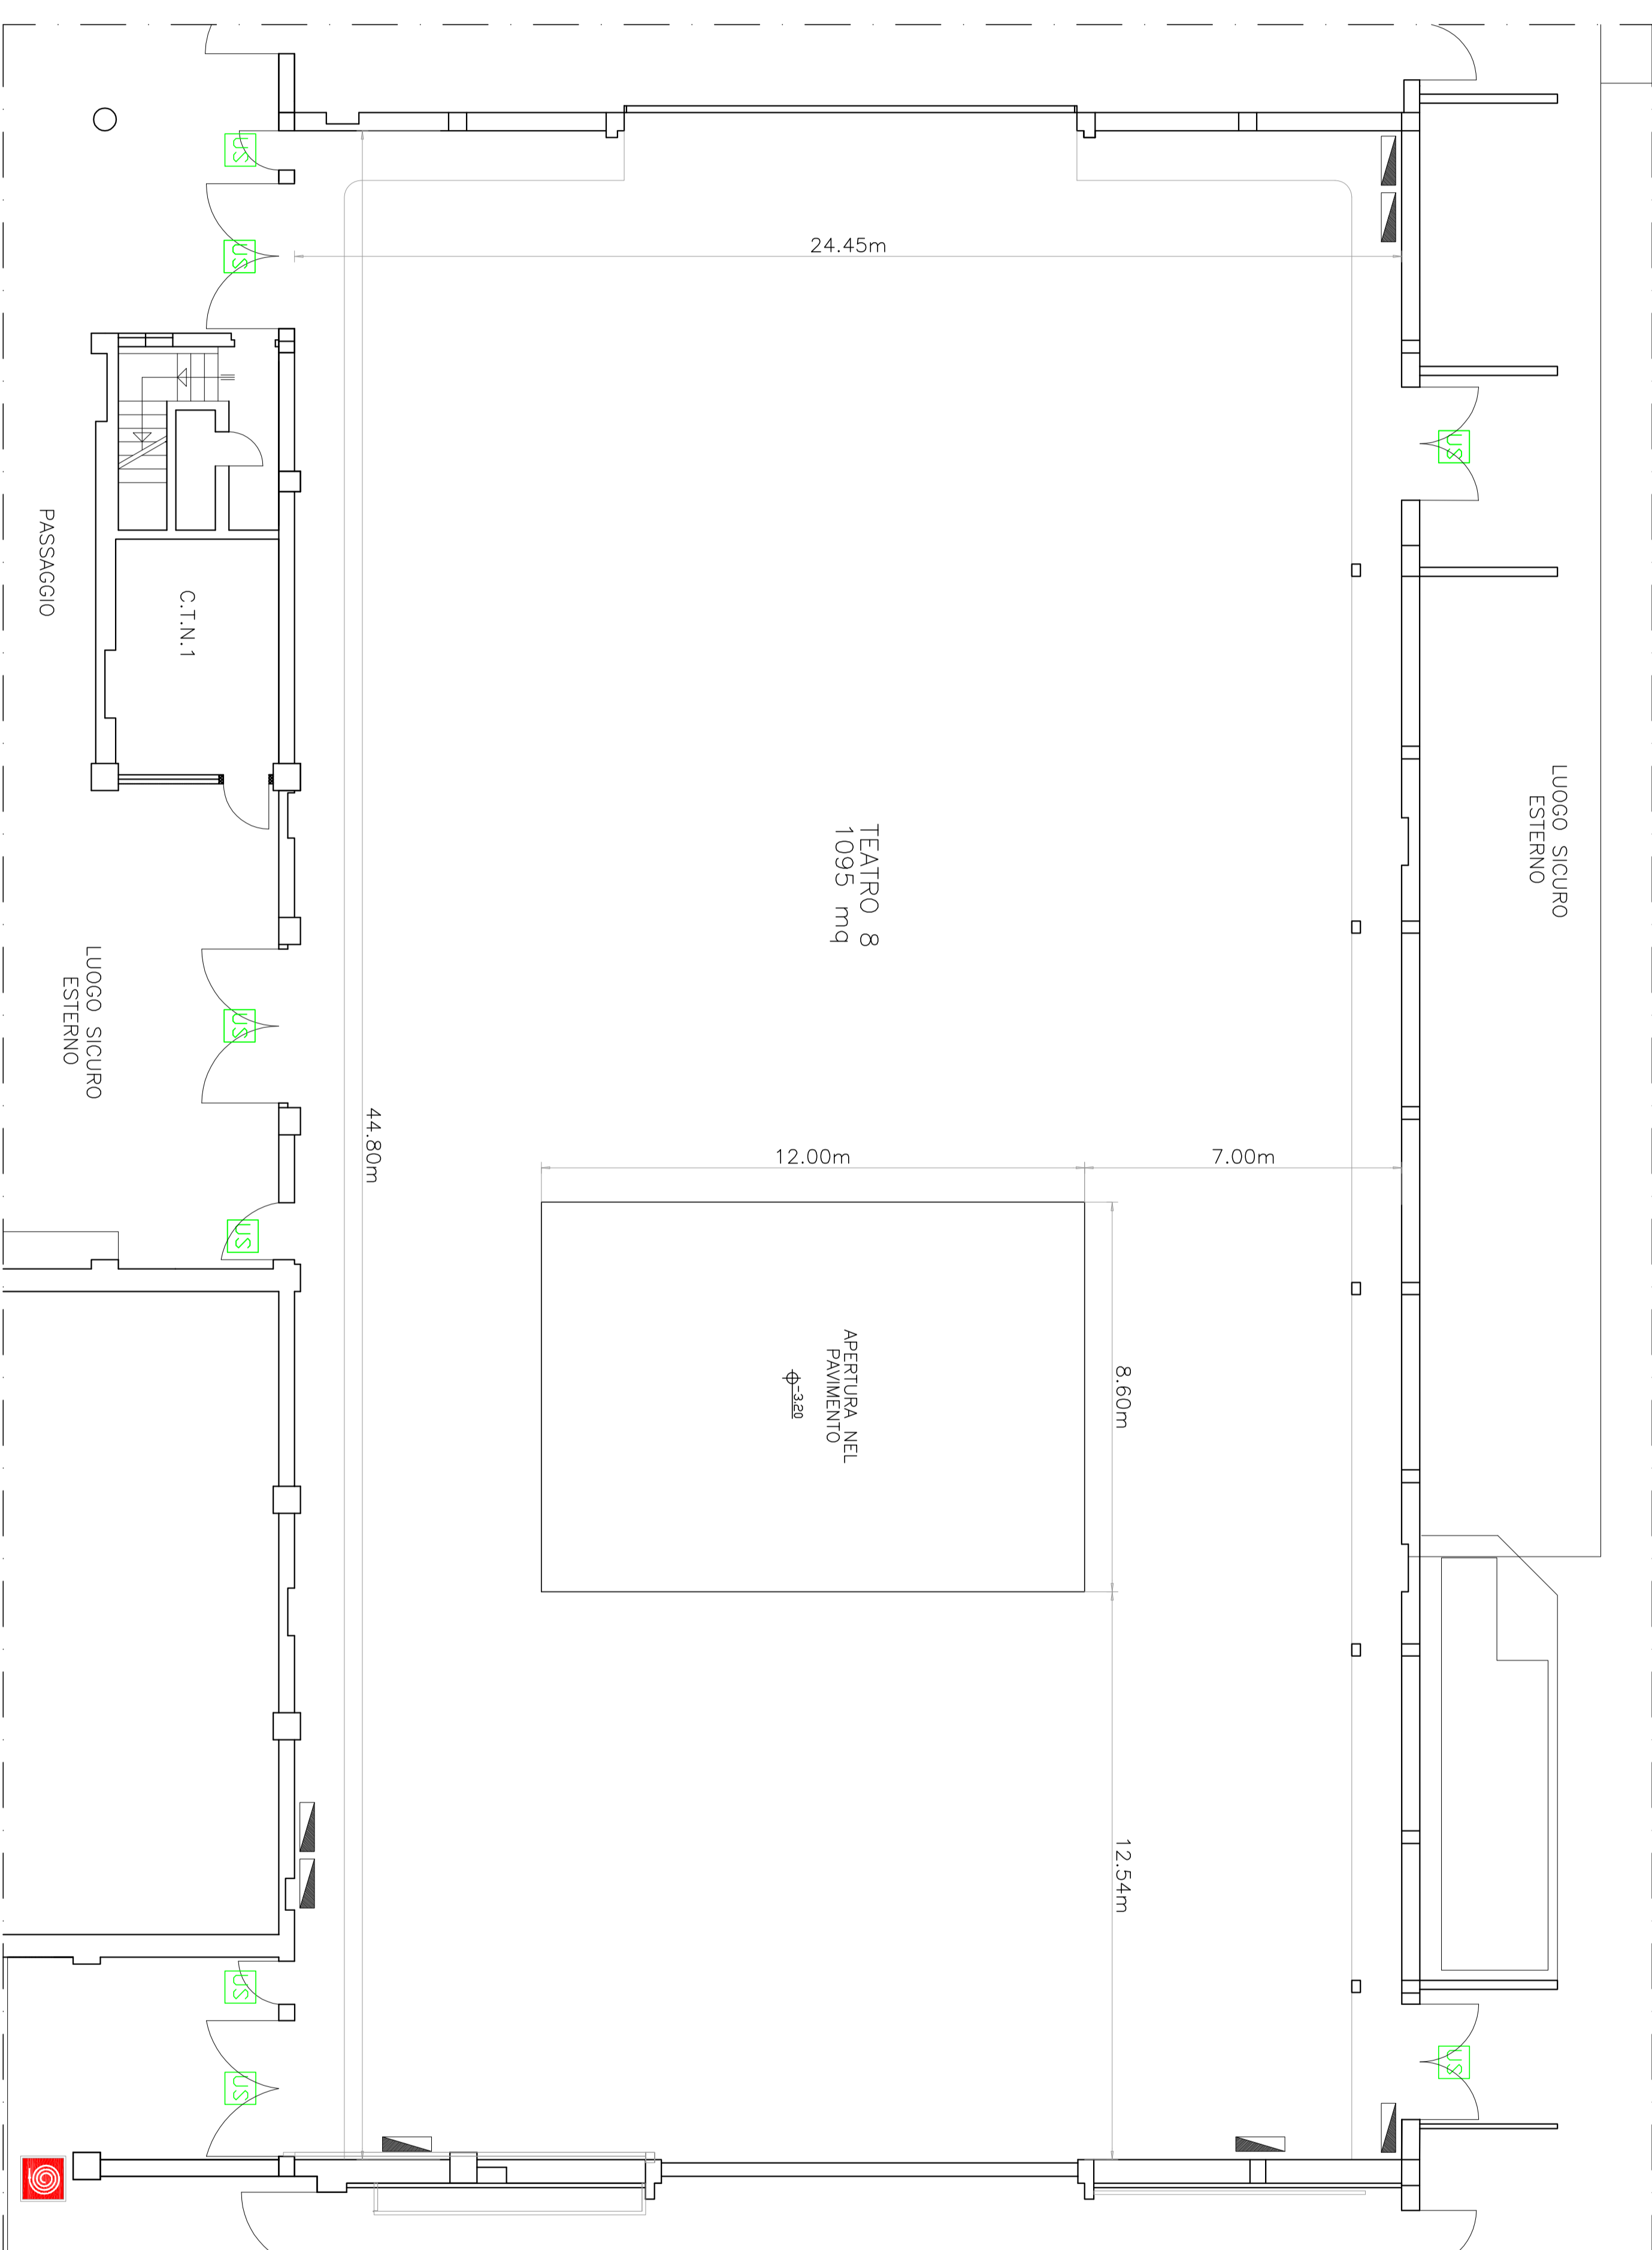 US
US
24.45m
US
PASSAGGIO
C.T.N.1
LUOGO SICURO
ESTERNO
TEATRO 8
1095 mq
LUOGO SICURO
ESTERNO
US
44.80m
12.00m
7.00m
US
APERTURA NEL
PAVIMENTO
-3.20
8.60m
12.54m
US
US
US